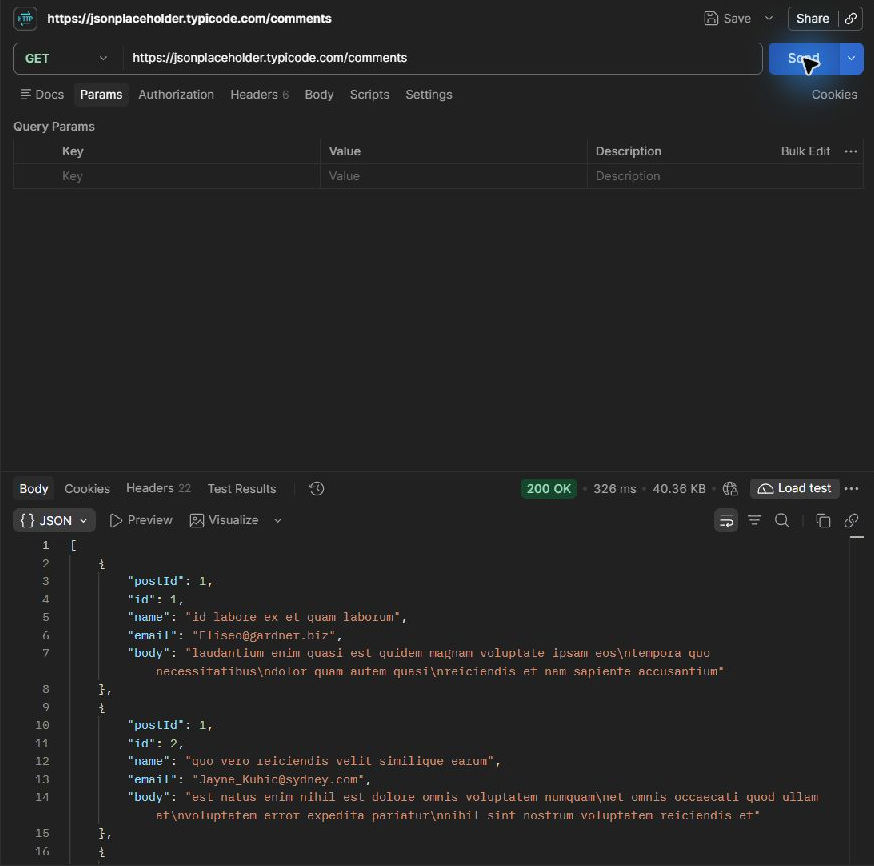 HTTP https://jsonplaceholder.typicode.com/comments Save Share
GET https://jsonplaceholder.typicode.com/comments Send
Docs Params Authorization Headers 6 Body Scripts Settings Cookies
Query Params
Key Value Description Bulk Edit
Key Value Description
Body Cookies Headers 22 Test Results 200 OK • 326 ms • 40.36 KB • Load test
{} JSON Preview Visualize
1 [
2 {
3 "postId": 1,
4 "id": 1,
5 "name": "id labore ex et quam laborum",
6 "email": "Eliseo@gardner.biz",
7 "body": "laudantium enim quasi est quidem magnam voluptate ipsam eos\ntempora quo
necessitatibus\ndolor quam autem quasi\nreiciendis et nam sapiente accusantium"
8 },
9 {
10 "postId": 1,
11 "id": 2,
12 "name": "quo vero reiciendis velit similique earum",
13 "email": "Jayne_Kuhic@sydney.com",
14 "body": "est natus enim nihil est dolore omnis voluptatem numquam\net omnis occaecati quod ullam
at\nvoluptatem error expedita pariatur\nnihil sint nostrum voluptatem reiciendis et"
15 },
16 {